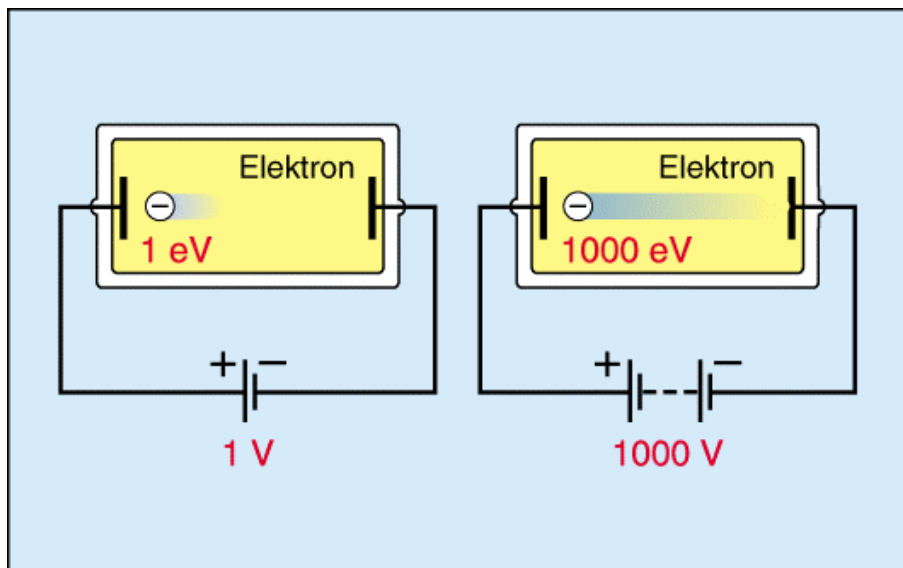 Elektron
1 eV
+ −
1 V
Elektron
1000 eV
+ −
1000 V